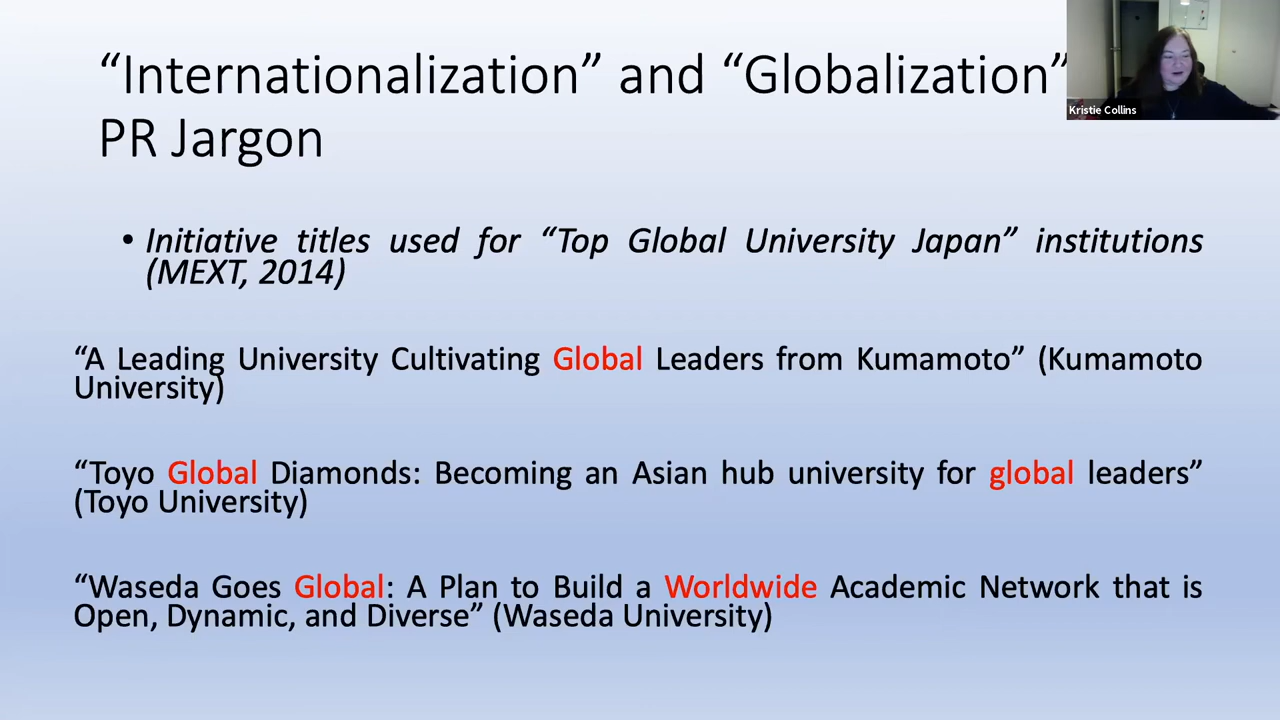 “Internationalization” and “Globalization”
PR Jargon
Kristie Collins
• Initiative titles used for “Top Global University Japan” institutions
(MEXT, 2014)
“A Leading University Cultivating Global Leaders from Kumamoto” (Kumamoto
University)
“Toyo Global Diamonds: Becoming an Asian hub university for global leaders”
(Toyo University)
“Waseda Goes Global: A Plan to Build a Worldwide Academic Network that is
Open, Dynamic, and Diverse” (Waseda University)